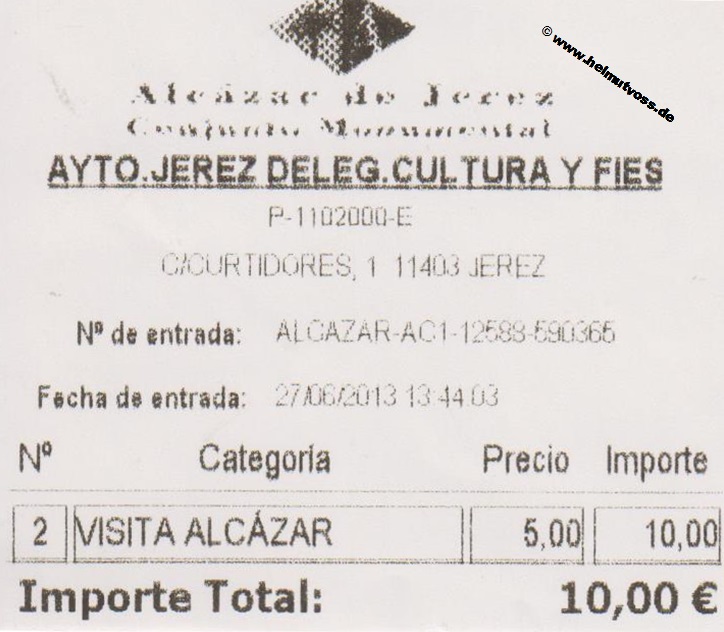 © www.helmutvoss.de
Alcázar de Jerez
Conjunto Monumental
AYTO.JEREZ DELEG.CULTURA Y FIES
P-1102000-E
C/CURTIDORES, 1 11403 JEREZ
Nº de entrada: ALCAZAR-AC1-12588-590365
Fecha de entrada: 27/06/2013 13:44:03
Nº Categoría Precio Importe
2 VISITA ALCÁZAR 5,00 10,00
Importe Total: 10,00 €